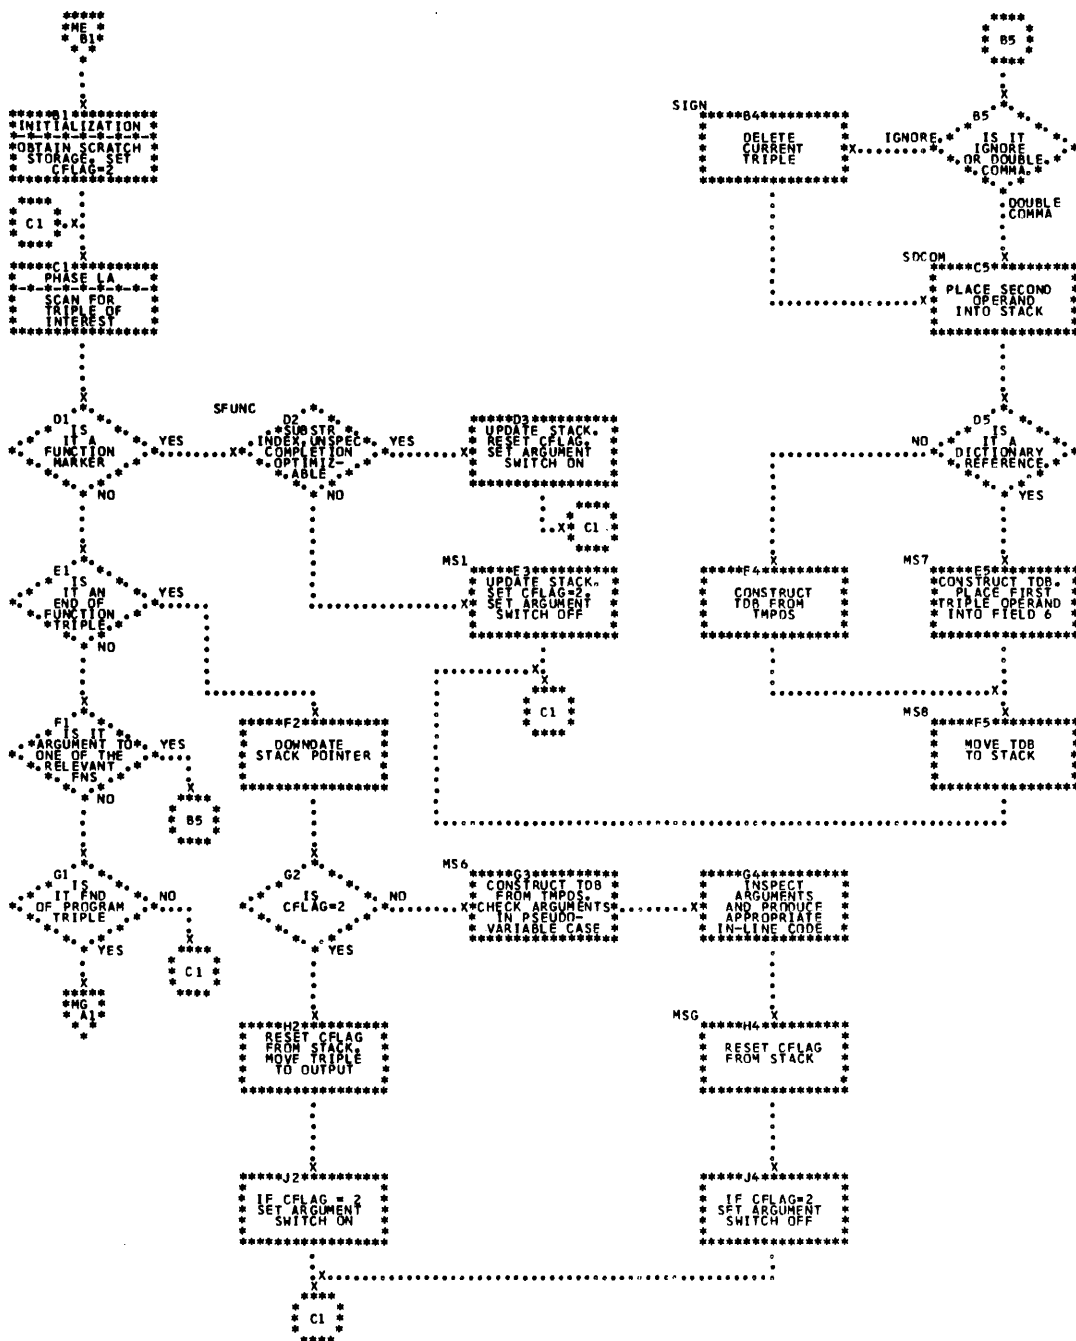 ME
B1
B1
INITIALIZATION
OBTAIN SCRATCH
STORAGE. SET
CFLAG=2
C1
C1
PHASE LA
SCAN FOR
TRIPLE OF
INTEREST
D1
IS
IT A
FUNCTION
MARKER
YES
NO
SFUNC
D2
SUBSTR
INDEX,UNSPEC
COMPLETION
OPTIMIZ-
ABLE
YES
NO
D3
UPDATE STACK.
RESET CFLAG.
SET ARGUMENT
SWITCH ON
C1
E1
IS
IT AN
END OF
FUNCTION
TRIPLE.
YES
NO
MS1
E3
UPDATE STACK.
SET CFLAG=2.
SET ARGUMENT
SWITCH OFF
C1
F1
IS IT
ARGUMENT TO
ONE OF THE
RELEVANT
FNS
YES
NO
B5
F2
DOWNDATE
STACK POINTER
G1
IS
IT END
OF PROGRAM
TRIPLE
NO
YES
C1
MG
A1
G2
IS
CFLAG=2
NO
YES
MS6
G3
CONSTRUCT TDB
FROM TMPDS.
CHECK ARGUMENTS
IN PSEUDO-
VARIABLE CASE
G4
INSPECT
ARGUMENTS
AND PRODUCE
APPROPRIATE
IN-LINE CODE
H2
RESET CFLAG
FROM STACK.
MOVE TRIPLE
TO OUTPUT
MSG
H4
RESET CFLAG
FROM STACK
J2
IF CFLAG = 2
SET ARGUMENT
SWITCH ON
J4
IF CFLAG=2
SET ARGUMENT
SWITCH OFF
C1
B5
B5
IS IT
IGNORE
OR DOUBLE
COMMA.
IGNORE
DOUBLE
COMMA
SIGN
B4
DELETE
CURRENT
TRIPLE
SDCOM
C5
PLACE SECOND
OPERAND
INTO STACK
D5
IS
IT A
DICTIONARY
REFERENCE.
NO
YES
E4
CONSTRUCT
TDB FROM
TMPDS
MS7
E5
CONSTRUCT TDB.
PLACE FIRST
TRIPLE OPERAND
INTO FIELD 6
MS8
F5
MOVE TDB
TO STACK